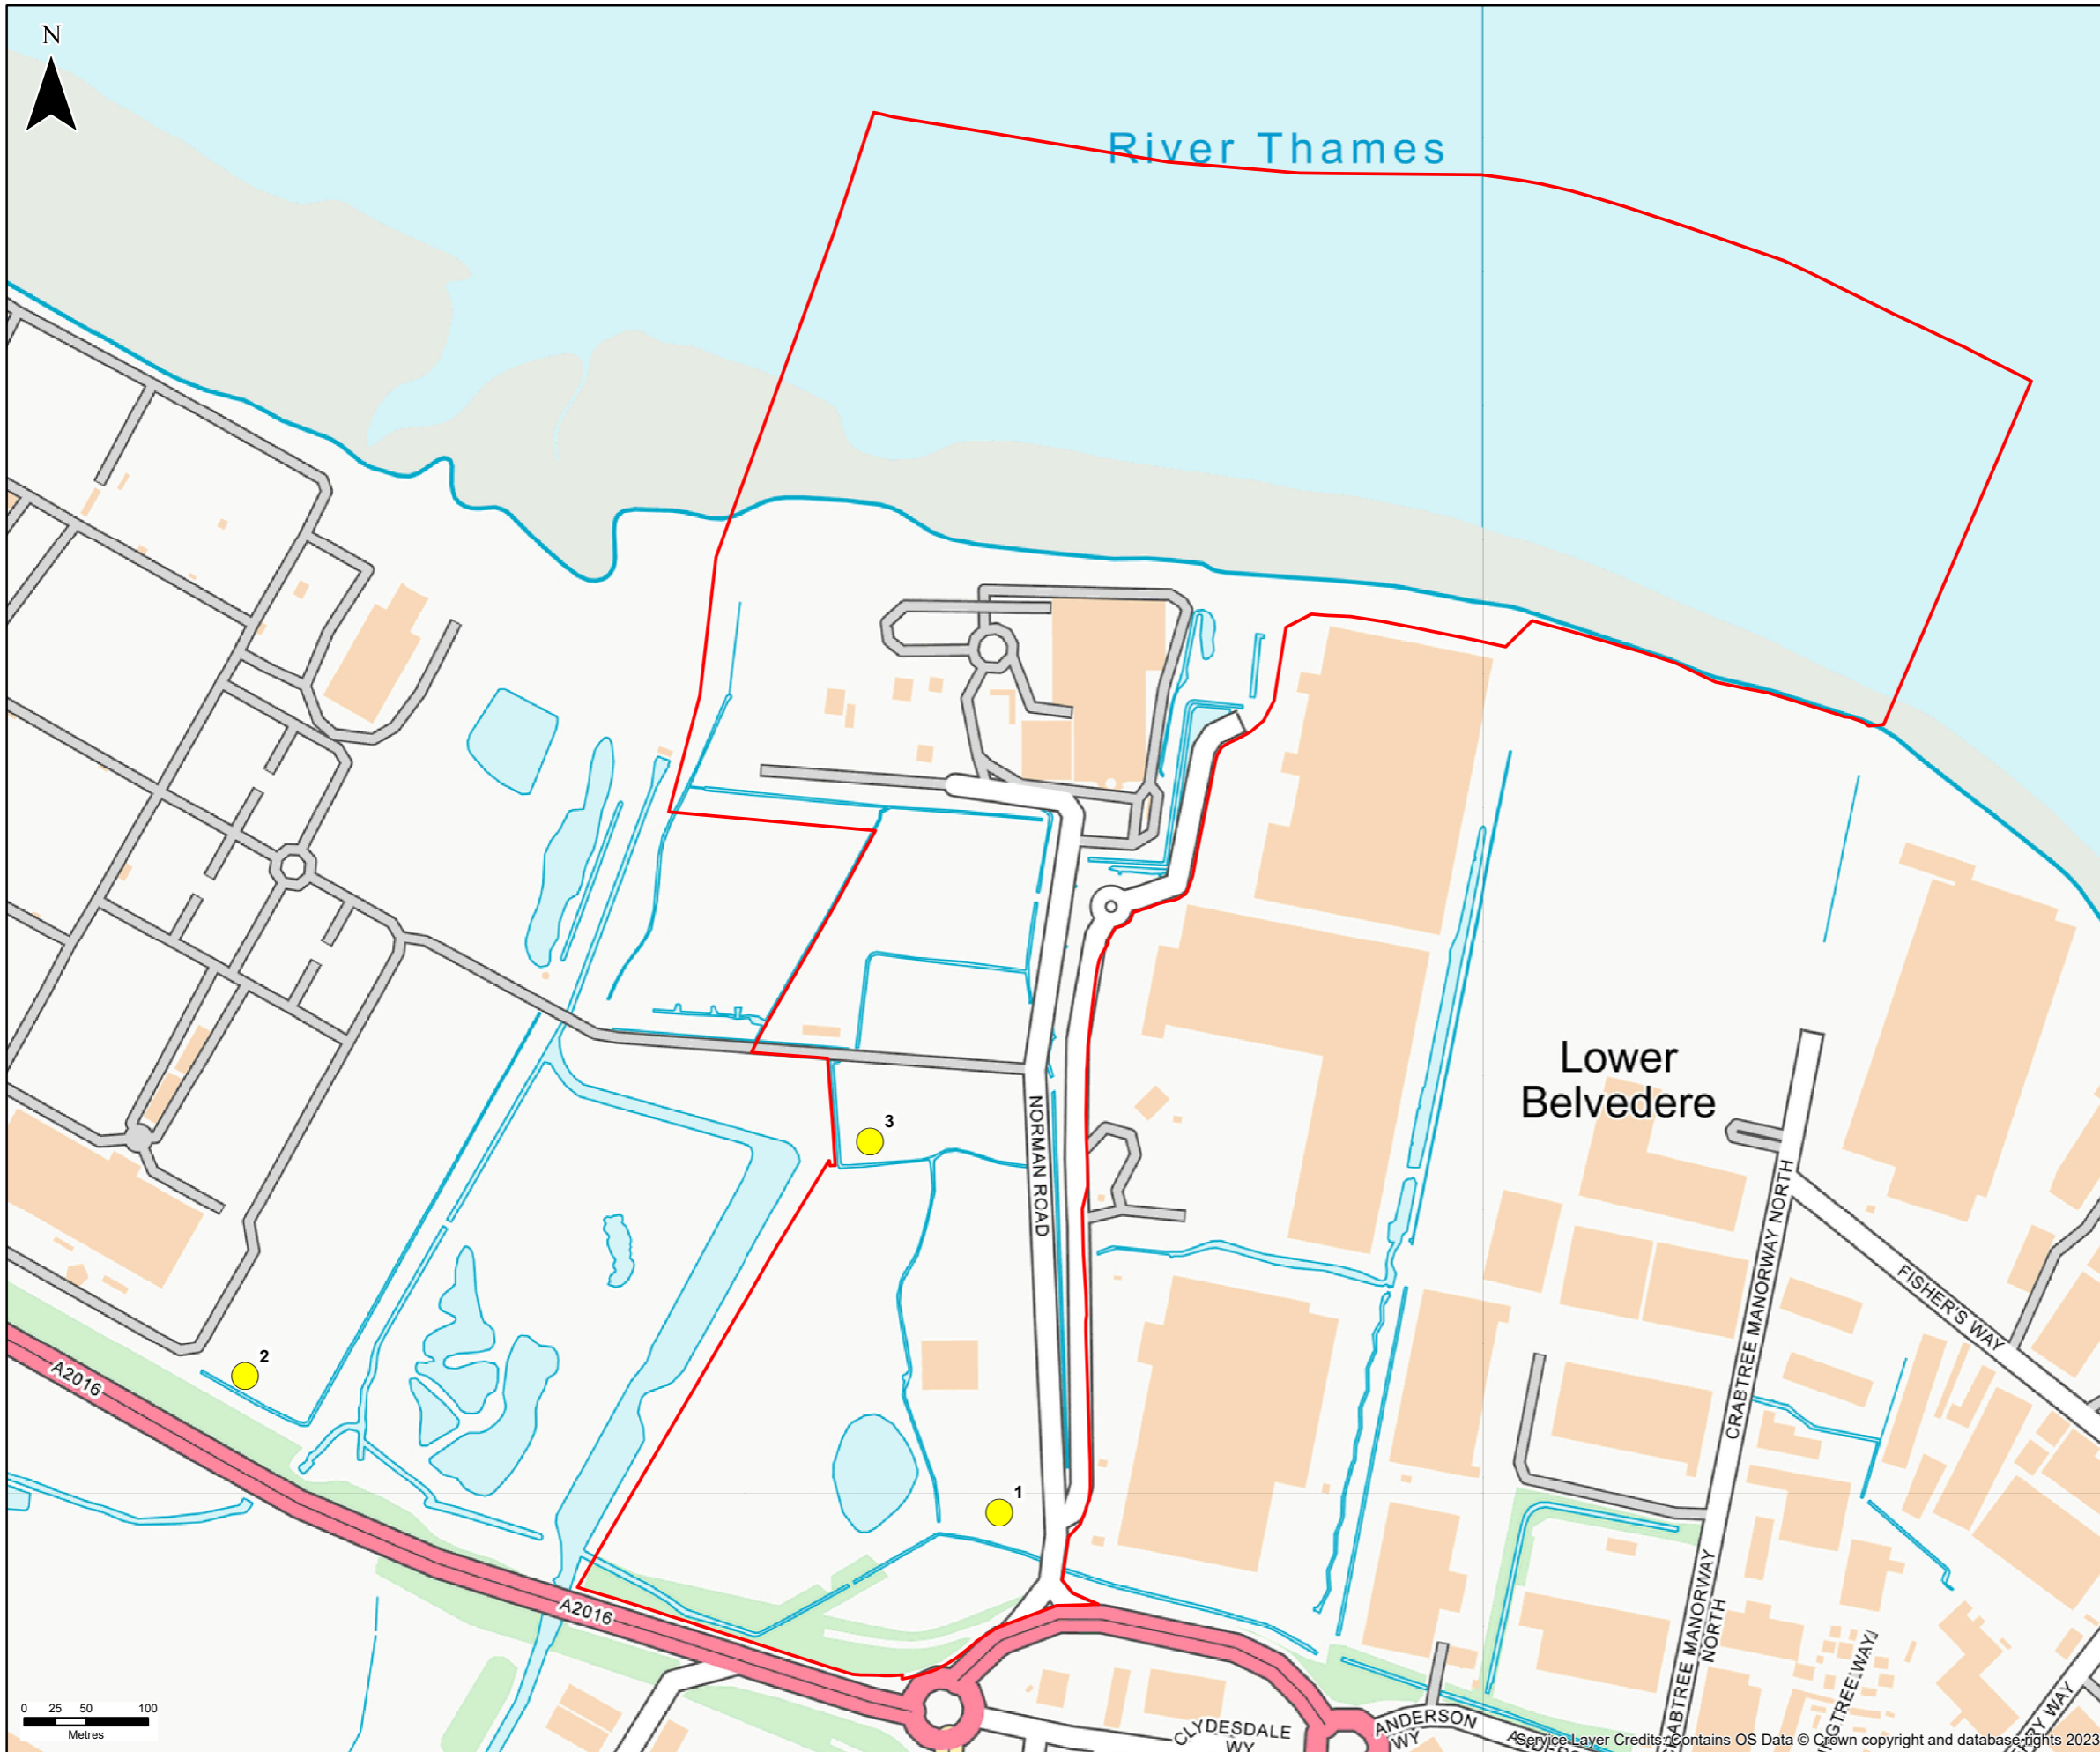 N
River Thames
Lower
Belvedere
3
NORMAN ROAD
CRABTREE MANORWAY NORTH
FISHER'S WAY
2
A2016
1
A2016
CRABTREE MANORWAY
NORTH
0 25 50 100
Metres
CLYDESDALE
WY
ANDERSON
WY
Service Layer Credits: Contains OS Data © Crown copyright and database rights 2023